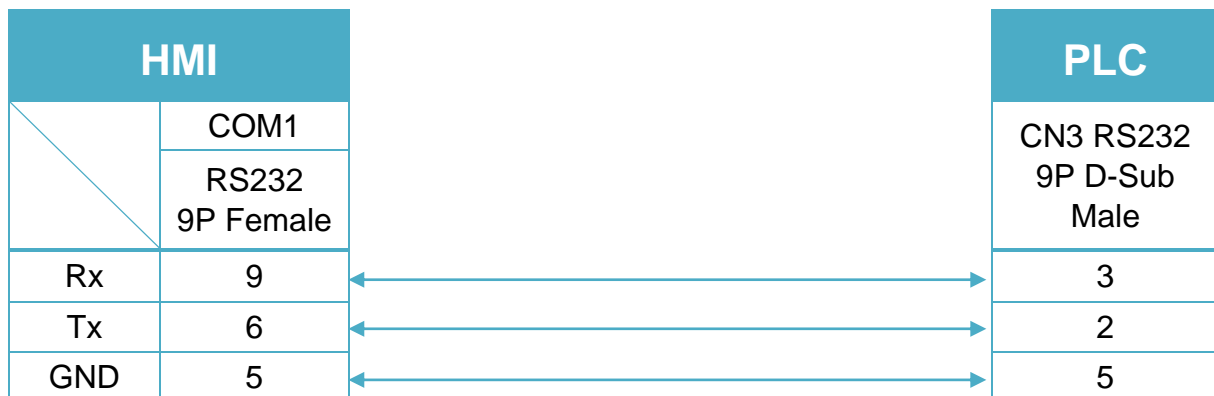 HMI
PLC
COM1
RS232
9P Female
CN3 RS232
9P D-Sub
Male
Rx 9 3
Tx 6 2
GND 5 5